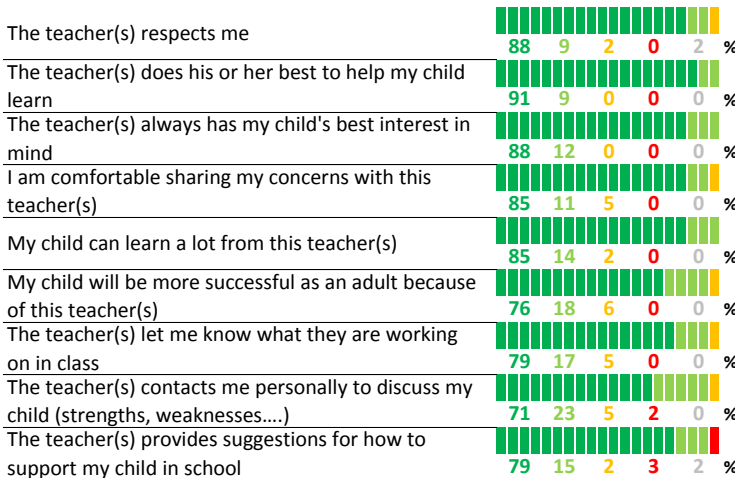 The teacher(s) respects me
88 9 2 0 2 %
The teacher(s) does his or her best to help my child
learn
91 9 0 0 0 %
The teacher(s) always has my child's best interest in
mind
88 12 0 0 0 %
I am comfortable sharing my concerns with this
teacher(s)
85 11 5 0 0 %
My child can learn a lot from this teacher(s)
85 14 2 0 0 %
My child will be more successful as an adult because
of this teacher(s)
76 18 6 0 0 %
The teacher(s) let me know what they are working
on in class
79 17 5 0 0 %
The teacher(s) contacts me personally to discuss my
child (strengths, weaknesses....)
71 23 5 2 0 %
The teacher(s) provides suggestions for how to
support my child in school
79 15 2 3 2 %